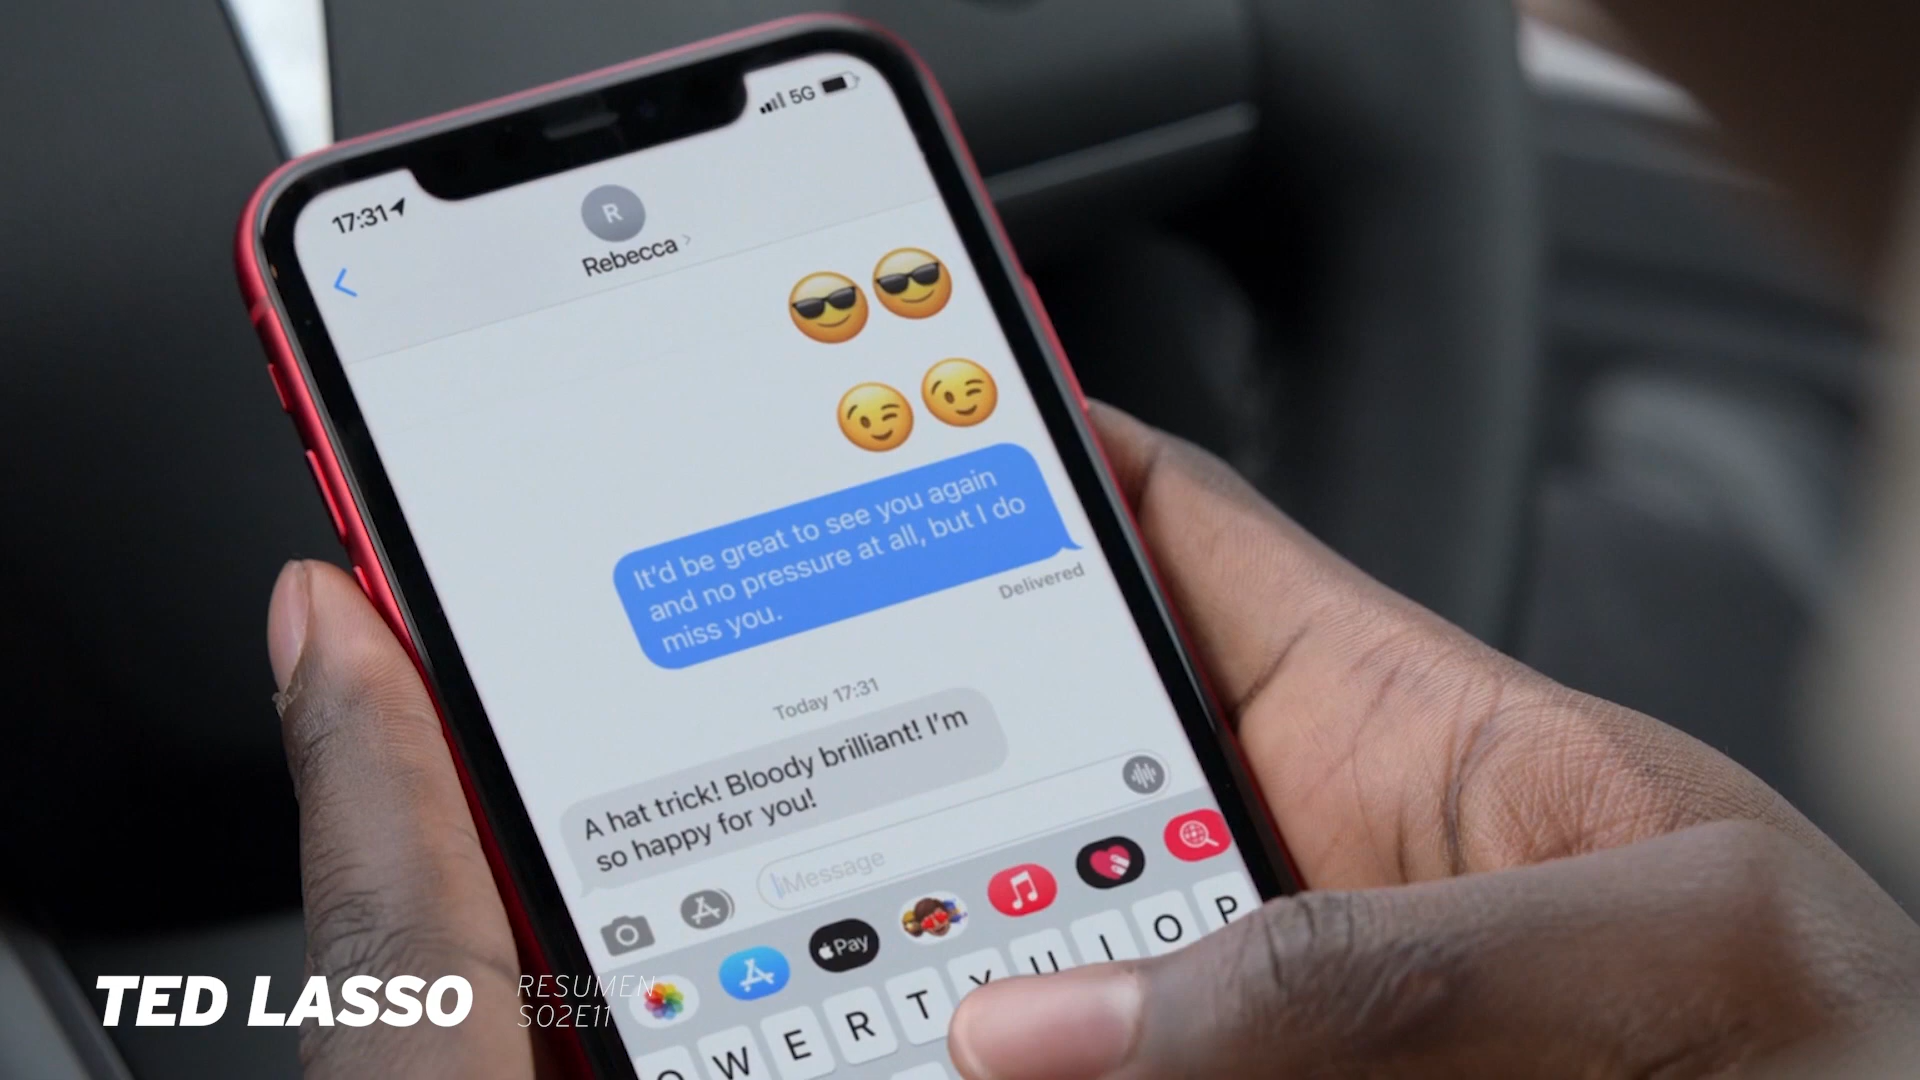 17:31
5G
R
Rebecca
It'd be great to see you again
and no pressure at all, but I do
miss you.
Delivered
Today 17:31
A hat trick! Bloody brilliant! I'm
so happy for you!
iMessage
Pay
Q W E R T Y U I O P
TED LASSO
RESUMEN
S02E11